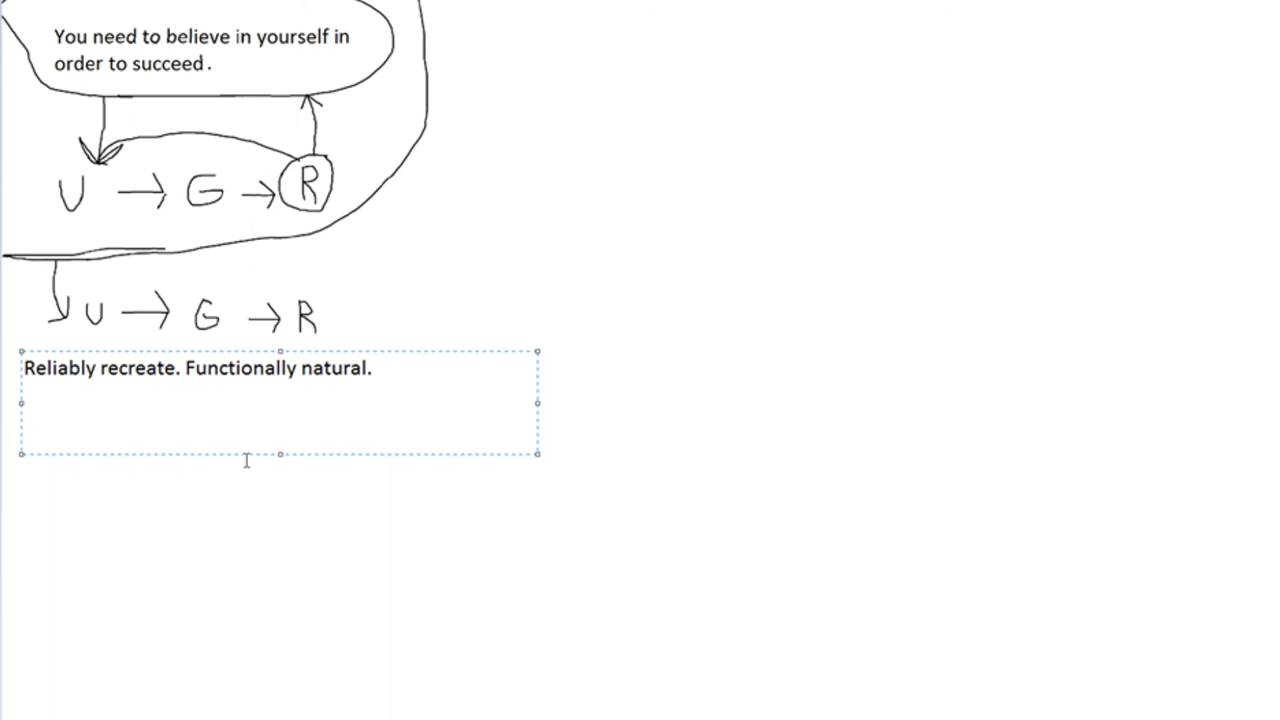 You need to believe in yourself in
order to succeed.
U → G → R
U → G → R
Reliably recreate. Functionally natural.